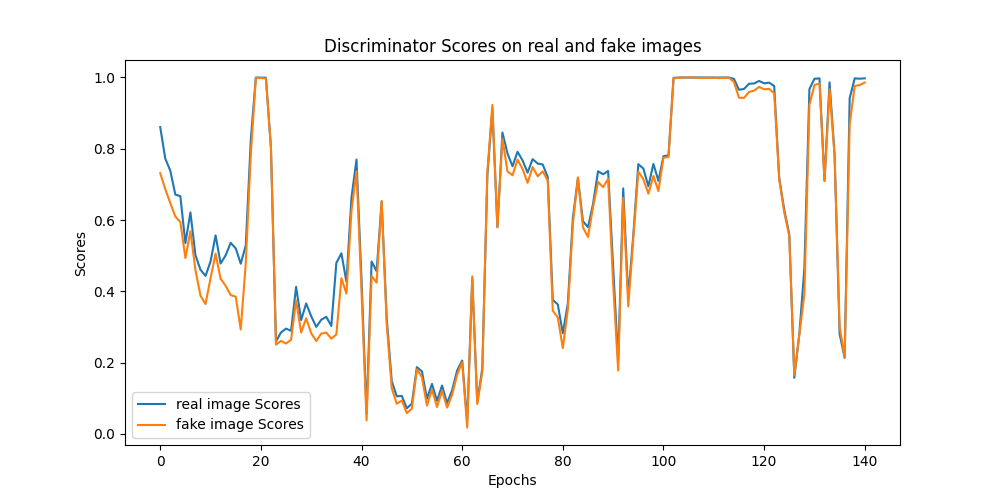 Discriminator Scores on real and fake images
Scores
1.0
0.8
0.6
0.4
0.2
0.0
real image Scores
fake image Scores
0 20 40 60 80 100 120 140
Epochs